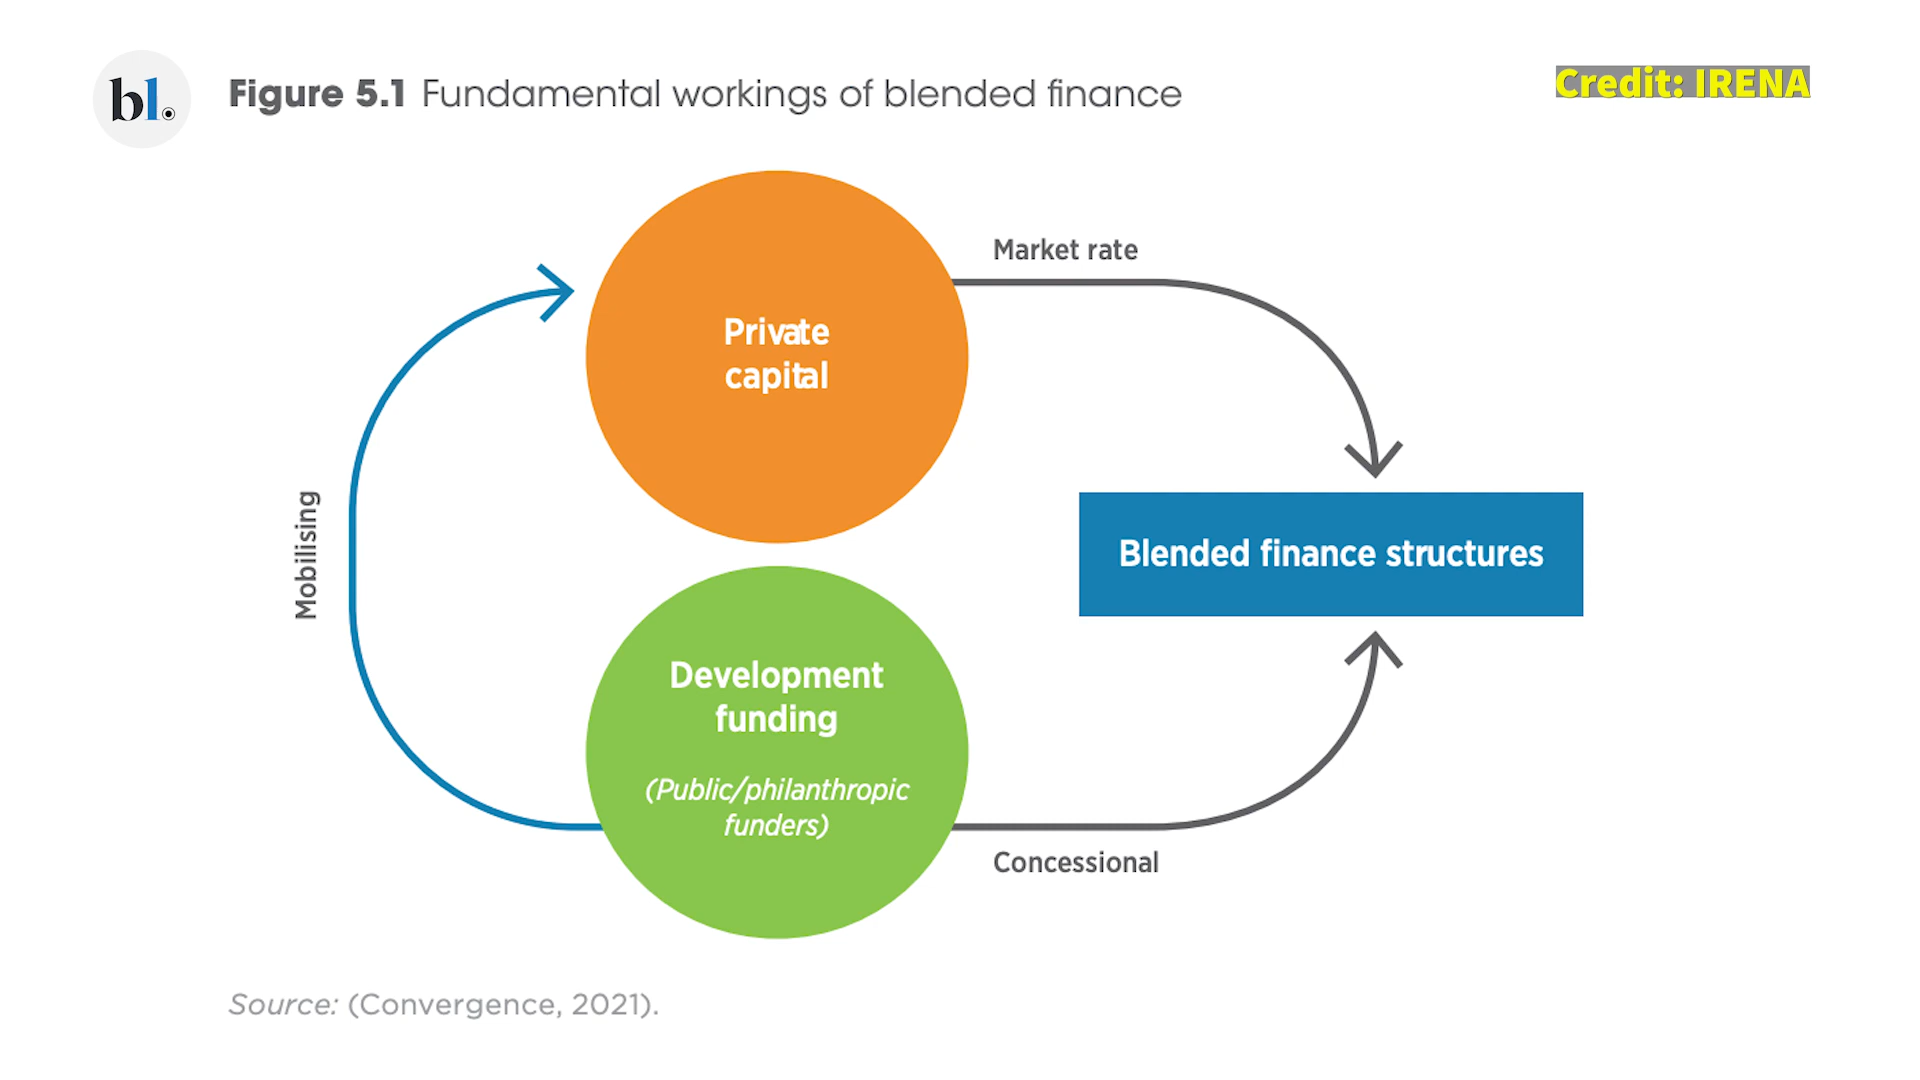 bl.
Figure 5.1 Fundamental workings of blended finance
Credit: IRENA
Market rate
Private
capital
Mobilising
Blended finance structures
Development
funding
(Public/philanthropic
funders)
Concessional
Source: (Convergence, 2021).